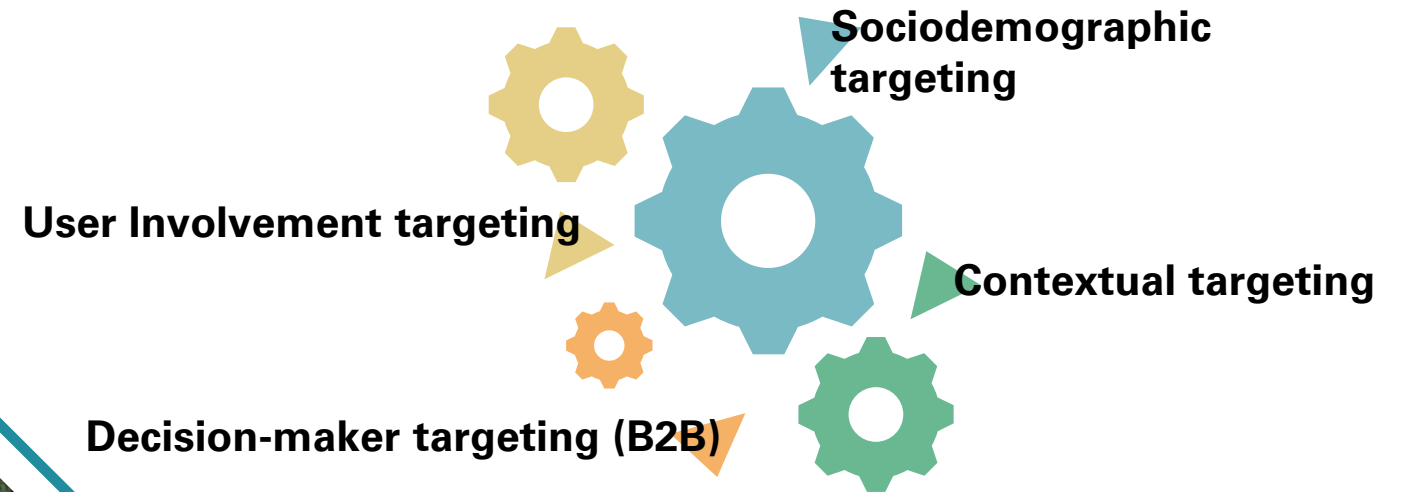 Sociodemographic
targeting
User Involvement targeting
Contextual targeting
Decision-maker targeting (B2B)